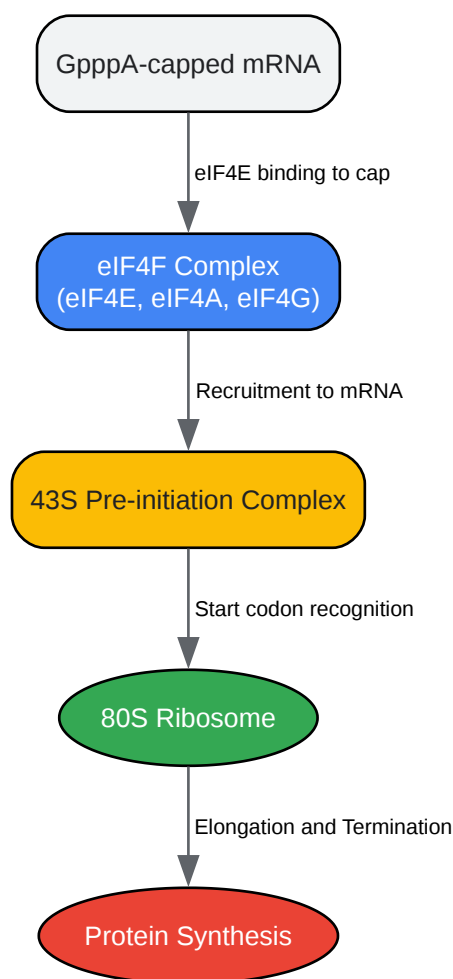 GpppA-capped mRNA
eIF4E binding to cap
eIF4F Complex
(eIF4E, eIF4A, eIF4G)
Recruitment to mRNA
43S Pre-initiation Complex
Start codon recognition
80S Ribosome
Elongation and Termination
Protein Synthesis